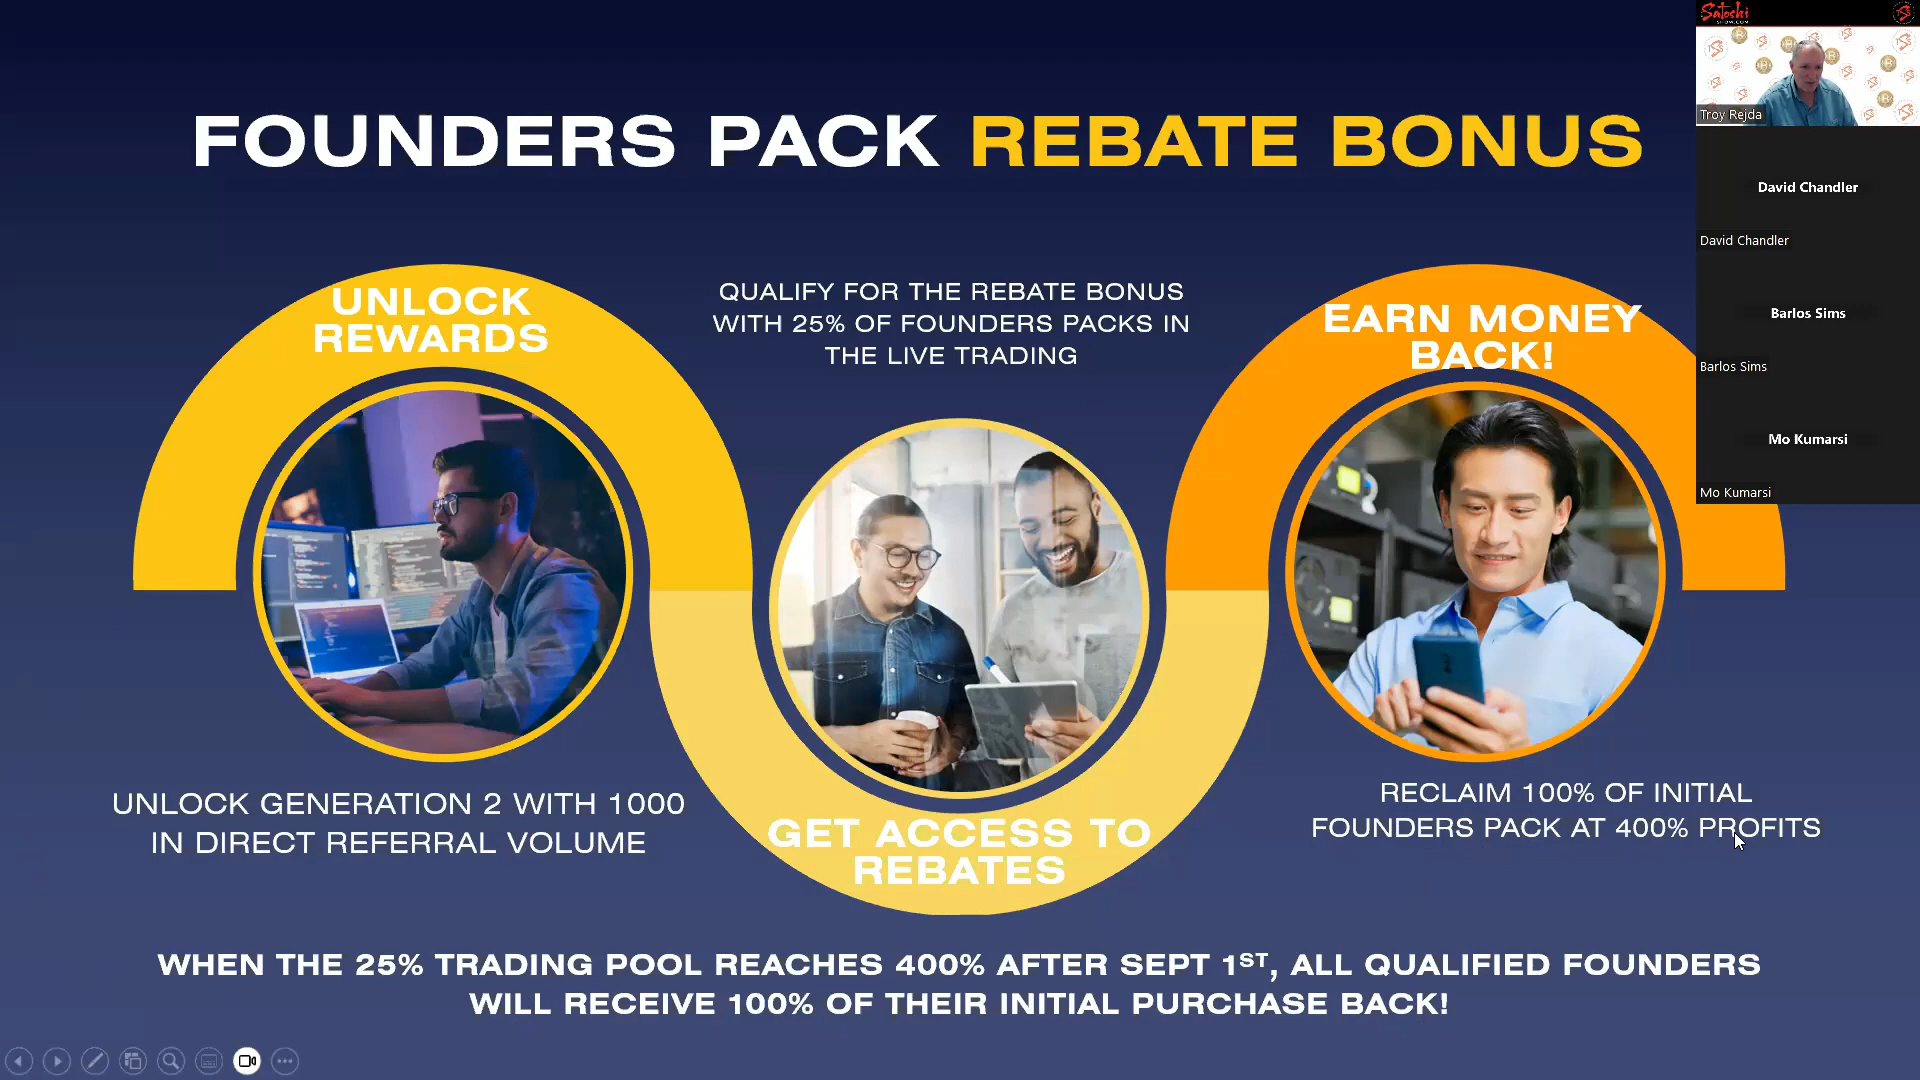 FOUNDERS PACK REBATE BONUS
UNLOCK
REWARDS
UNLOCK GENERATION 2 WITH 1000
IN DIRECT REFERRAL VOLUME
QUALIFY FOR THE REBATE BONUS
WITH 25% OF FOUNDERS PACKS IN
THE LIVE TRADING
GET ACCESS TO
REBATES
EARN MONEY
BACK!
RECLAIM 100% OF INITIAL
FOUNDERS PACK AT 400% PROFITS
WHEN THE 25% TRADING POOL REACHES 400% AFTER SEPT 1ST, ALL QUALIFIED FOUNDERS
WILL RECEIVE 100% OF THEIR INITIAL PURCHASE BACK!
Satoshi
SHOW.COM
Troy Rejda
David Chandler
David Chandler
Barlos Sims
Barlos Sims
Mo Kumarsi
Mo Kumarsi